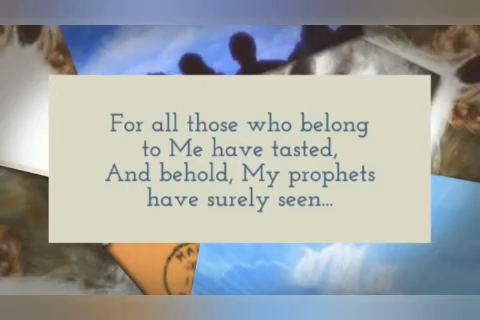 For all those who belong
to Me have tasted,
And behold, My prophets
have surely seen...